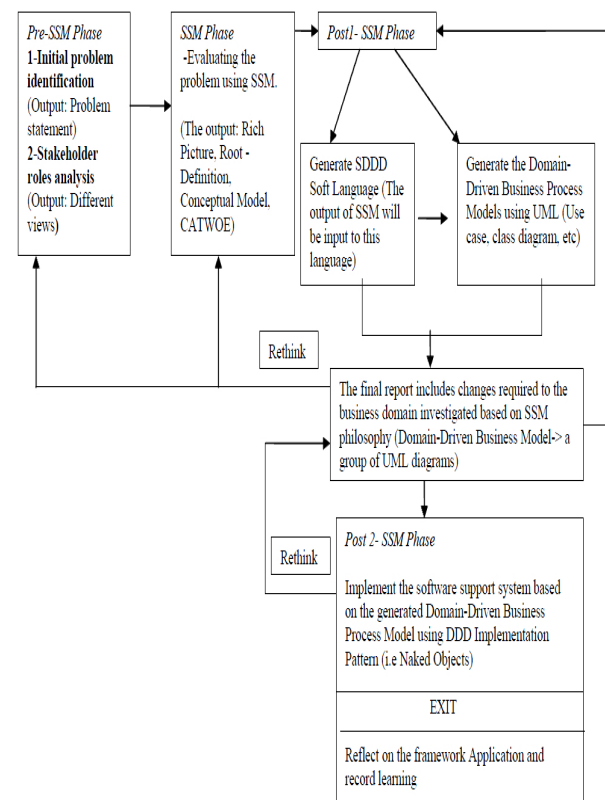 Pre-SSM Phase
1-Initial problem
identification
(Output: Problem
statement)
2-Stakeholder
roles analysis
(Output: Different
views)
SSM Phase
-Evaluating the
problem using SSM.
(The output: Rich
Picture, Root -
Definition,
Conceptual Model,
CATWOE)
Post1- SSM Phase
Generate SDDD
Soft Language (The
output of SSM will
be input to this
language)
Generate the Domain-
Driven Business Process
Models using UML (Use
case, class diagram, etc)
Rethink
The final report includes changes required to the
business domain investigated based on SSM
philosophy (Domain-Driven Business Model-> a
group of UML diagrams)
Rethink
Post 2- SSM Phase
Implement the software support system based
on the generated Domain-Driven Business
Process Model using DDD Implementation
Pattern (i.e Naked Objects)
EXIT
Reflect on the framework Application and
record learning